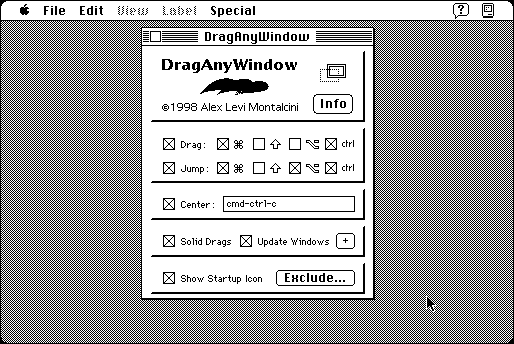 File Edit View Label Special
DragAnyWindow
DragAnyWindow
©1998 Alex Levi Montalcini
Info
Drag: ⌘ ⇧ ⌥ ctrl
Jump: ⌘ ⇧ ⌥ ctrl
Center: cmd-ctrl-c
Solid Drags Update Windows +
Show Startup Icon Exclude...